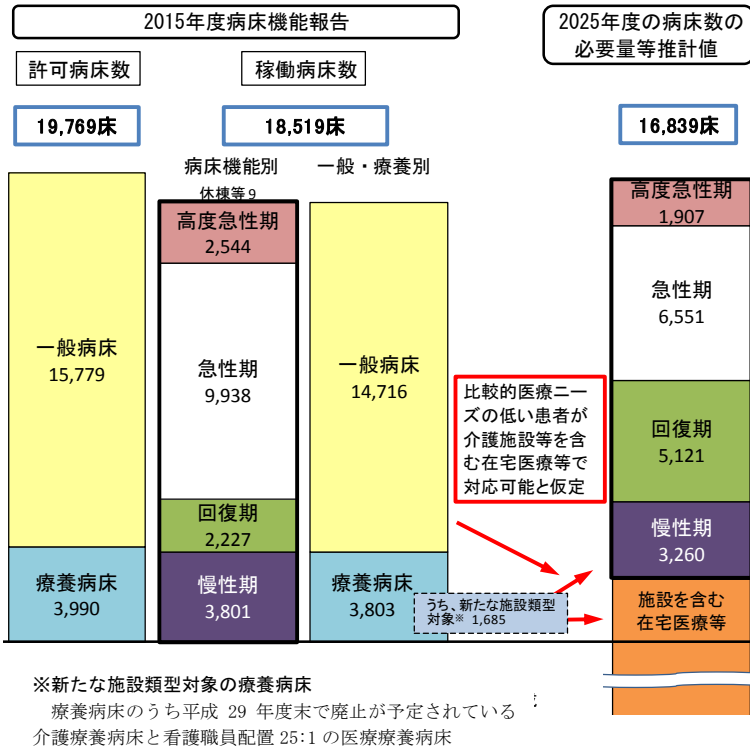 2015年度病床機能報告
2025年度の病床数の
必要量等推計値
許可病床数
稼働病床数
19,769床
18,519床
16,839床
病床機能別
一般・療養別
休棟等9
高度急性期
2,544
急性期
9,938
回復期
2,227
慢性期
3,801
一般病床
15,779
療養病床
3,990
一般病床
14,716
療養病床
3,803
比較的医療ニー
ズの低い患者が
介護施設等を含
む在宅医療等で
対応可能と仮定
うち、新たな施設類型
対象※ 1,685
高度急性期
1,907
急性期
6,551
回復期
5,121
慢性期
3,260
施設を含む
在宅医療等
※新たな施設類型対象の療養病床
療養病床のうち平成 29 年度末で廃止が予定されている
介護療養病床と看護職員配置 25:1 の医療療養病床